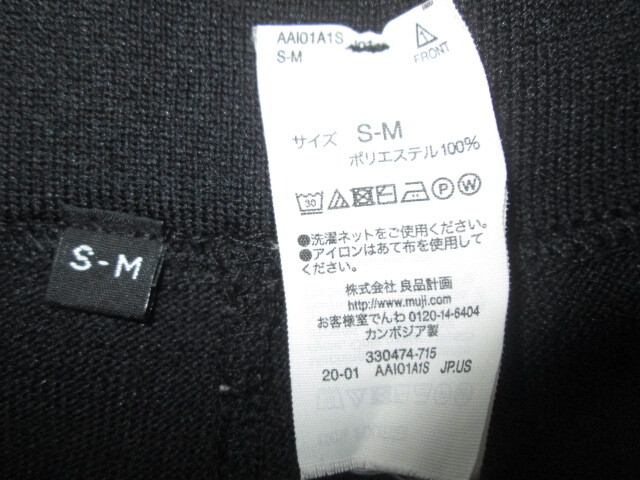 AAI01A1S
S-M
FRONT
サイズ S-M
ポリエステル100%
30 P W
●洗濯ネットをご使用ください。
●アイロンはあて布を使用して
ください。
株式会社 良品計画
http://www.muji.com
お客様室でんわ 0120-14-6404
カンボジア製
330474-715
20-01 AAI01A1S JP.US
S-M